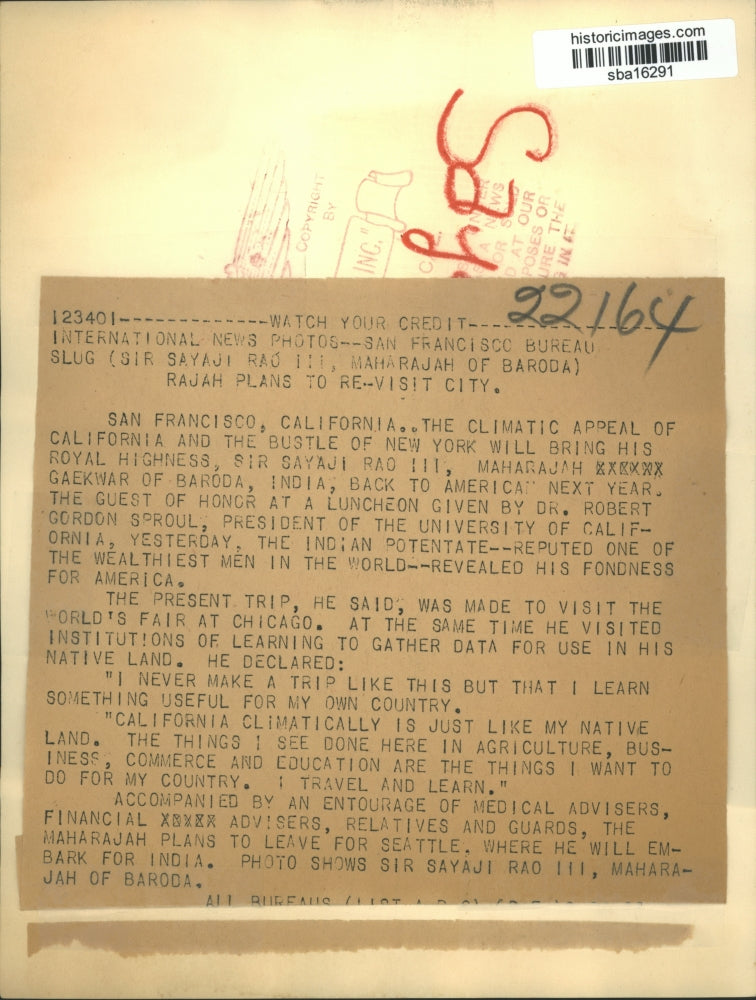 historicimages.com
sba16291
COPYRIGHT
BY
INC."
22164
123401--------------WATCH YOUR CREDIT--------------
INTERNATIONAL NEWS PHOTOS--SAN FRANCISCO BUREAU
SLUG (SIR SAYAJI RAO III, MAHARAJAH OF BARODA)
RAJAH PLANS TO RE-VISIT CITY.
SAN FRANCISCO, CALIFORNIA..THE CLIMATIC APPEAL OF
CALIFORNIA AND THE BUSTLE OF NEW YORK WILL BRING HIS
ROYAL HIGHNESS, SIR SAYAJI RAO III, MAHARAJAH XXXXXX
GAEKWAR OF BARODA, INDIA, BACK TO AMERICA NEXT YEAR.
THE GUEST OF HONOR AT A LUNCHEON GIVEN BY DR. ROBERT
GORDON SPROUL, PRESIDENT OF THE UNIVERSITY OF CALIF-
ORNIA, YESTERDAY, THE INDIAN POTENTATE--REPUTED ONE OF
THE WEALTHIEST MEN IN THE WORLD--REVEALED HIS FONDNESS
FOR AMERICA.
THE PRESENT TRIP, HE SAID, WAS MADE TO VISIT THE
WORLD'S FAIR AT CHICAGO. AT THE SAME TIME HE VISITED
INSTITUTIONS OF LEARNING TO GATHER DATA FOR USE IN HIS
NATIVE LAND. HE DECLARED:
"I NEVER MAKE A TRIP LIKE THIS BUT THAT I LEARN
SOMETHING USEFUL FOR MY OWN COUNTRY.
"CALIFORNIA CLIMATICALLY IS JUST LIKE MY NATIVE
LAND. THE THINGS I SEE DONE HERE IN AGRICULTURE, BUS-
INESS, COMMERCE AND EDUCATION ARE THE THINGS I WANT TO
DO FOR MY COUNTRY. I TRAVEL AND LEARN."
ACCOMPANIED BY AN ENTOURAGE OF MEDICAL ADVISERS,
FINANCIAL XXXXX ADVISERS, RELATIVES AND GUARDS, THE
MAHARAJAH PLANS TO LEAVE FOR SEATTLE, WHERE HE WILL EM-
BARK FOR INDIA. PHOTO SHOWS SIR SAYAJI RAO III, MAHARA-
JAH OF BARODA.
ALL BUREAUS